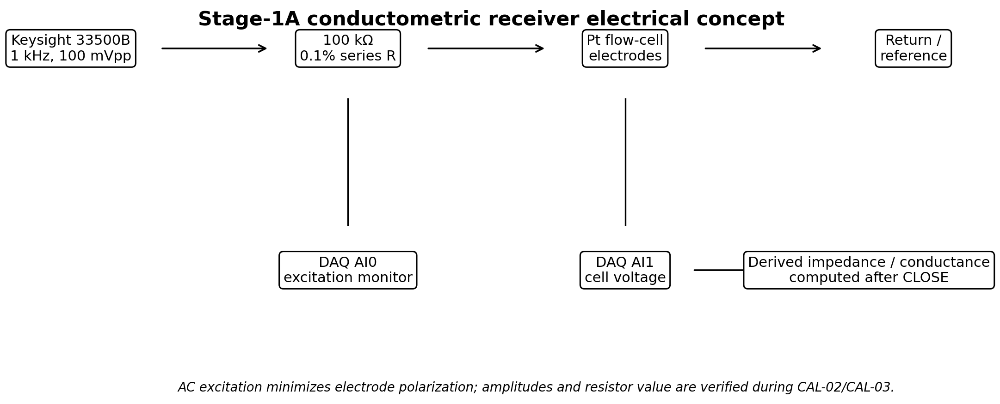 Stage-1A conductometric receiver electrical concept
Keysight 33500B
1 kHz, 100 mVpp
100 kΩ
0.1% series R
Pt flow-cell
electrodes
Return /
reference
DAQ AI0
excitation monitor
DAQ AI1
cell voltage
Derived impedance / conductance
computed after CLOSE
AC excitation minimizes electrode polarization; amplitudes and resistor value are verified during CAL-02/CAL-03.